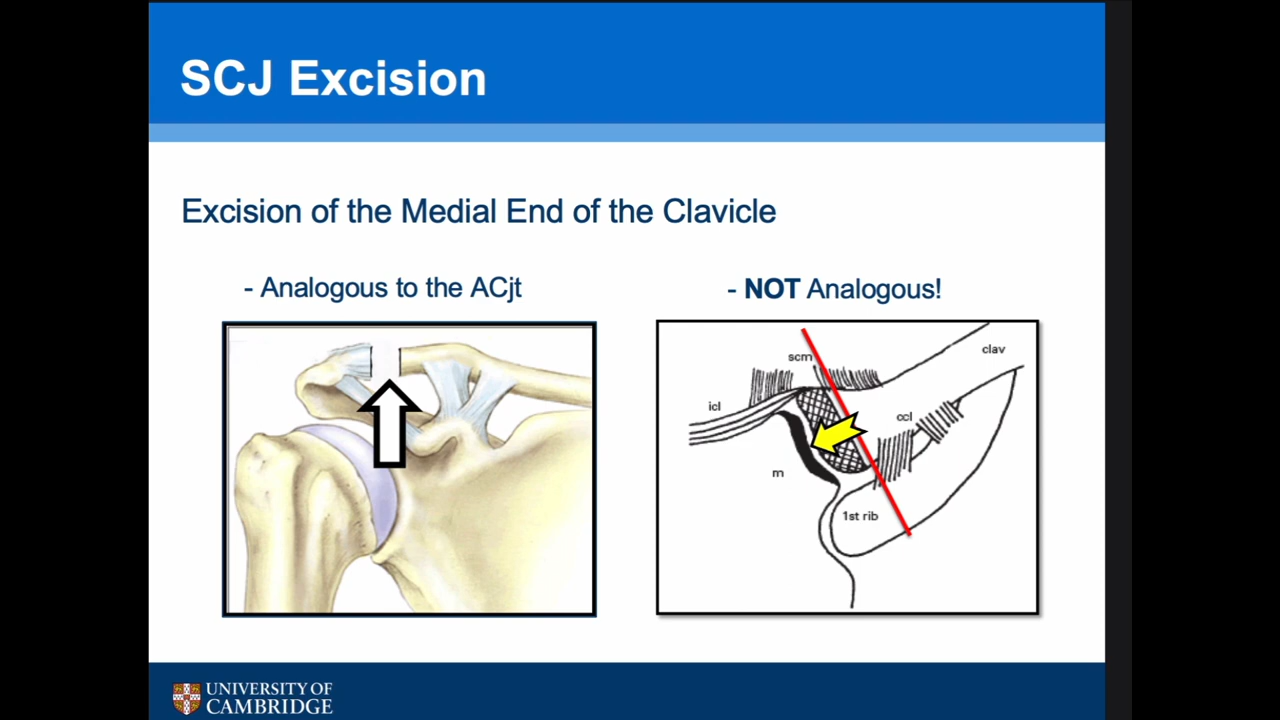 SCJ Excision
Excision of the Medial End of the Clavicle
- Analogous to the ACjt
- NOT Analogous!
scm
clav
icl
ccl
m
1st rib
UNIVERSITY OF
CAMBRIDGE